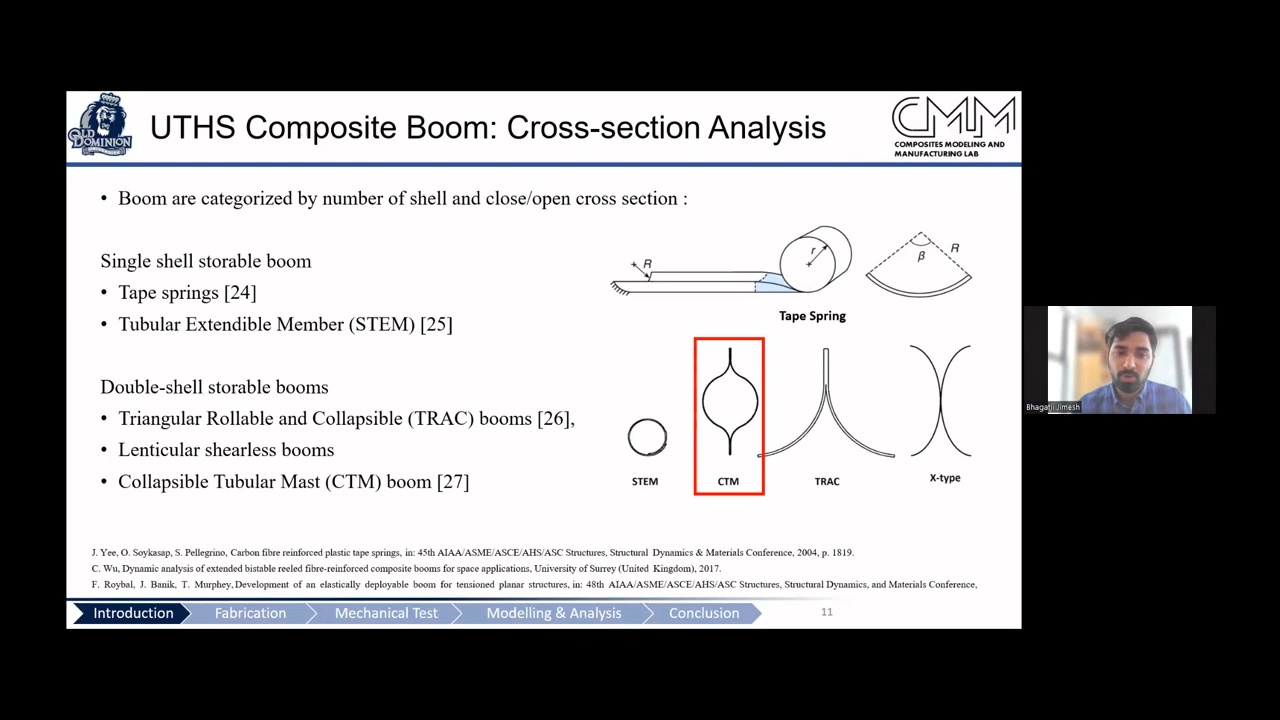 OLD DOMINION
UTHS Composite Boom: Cross-section Analysis
CMM
COMPOSITES MODELING AND
MANUFACTURING LAB
• Boom are categorized by number of shell and close/open cross section :
Single shell storable boom
• Tape springs [24]
• Tubular Extendible Member (STEM) [25]
Double-shell storable booms
• Triangular Rollable and Collapsible (TRAC) booms [26],
• Lenticular shearless booms
• Collapsible Tubular Mast (CTM) boom [27]
R
r
β
R
Tape Spring
STEM
CTM
TRAC
X-type
Bhagatji Jimesh
J. Yee, O. Soykasap, S. Pellegrino, Carbon fibre reinforced plastic tape springs, in: 45th AIAA/ASME/ASCE/AHS/ASC Structures, Structural Dynamics & Materials Conference, 2004, p. 1819.
C. Wu, Dynamic analysis of extended bistable reeled fibre-reinforced composite booms for space applications, University of Surrey (United Kingdom), 2017.
F. Roybal, J. Banik, T. Murphey, Development of an elastically deployable boom for tensioned planar structures, in: 48th AIAA/ASME/ASCE/AHS/ASC Structures, Structural Dynamics, and Materials Conference,
Introduction
Fabrication
Mechanical Test
Modelling & Analysis
Conclusion
11